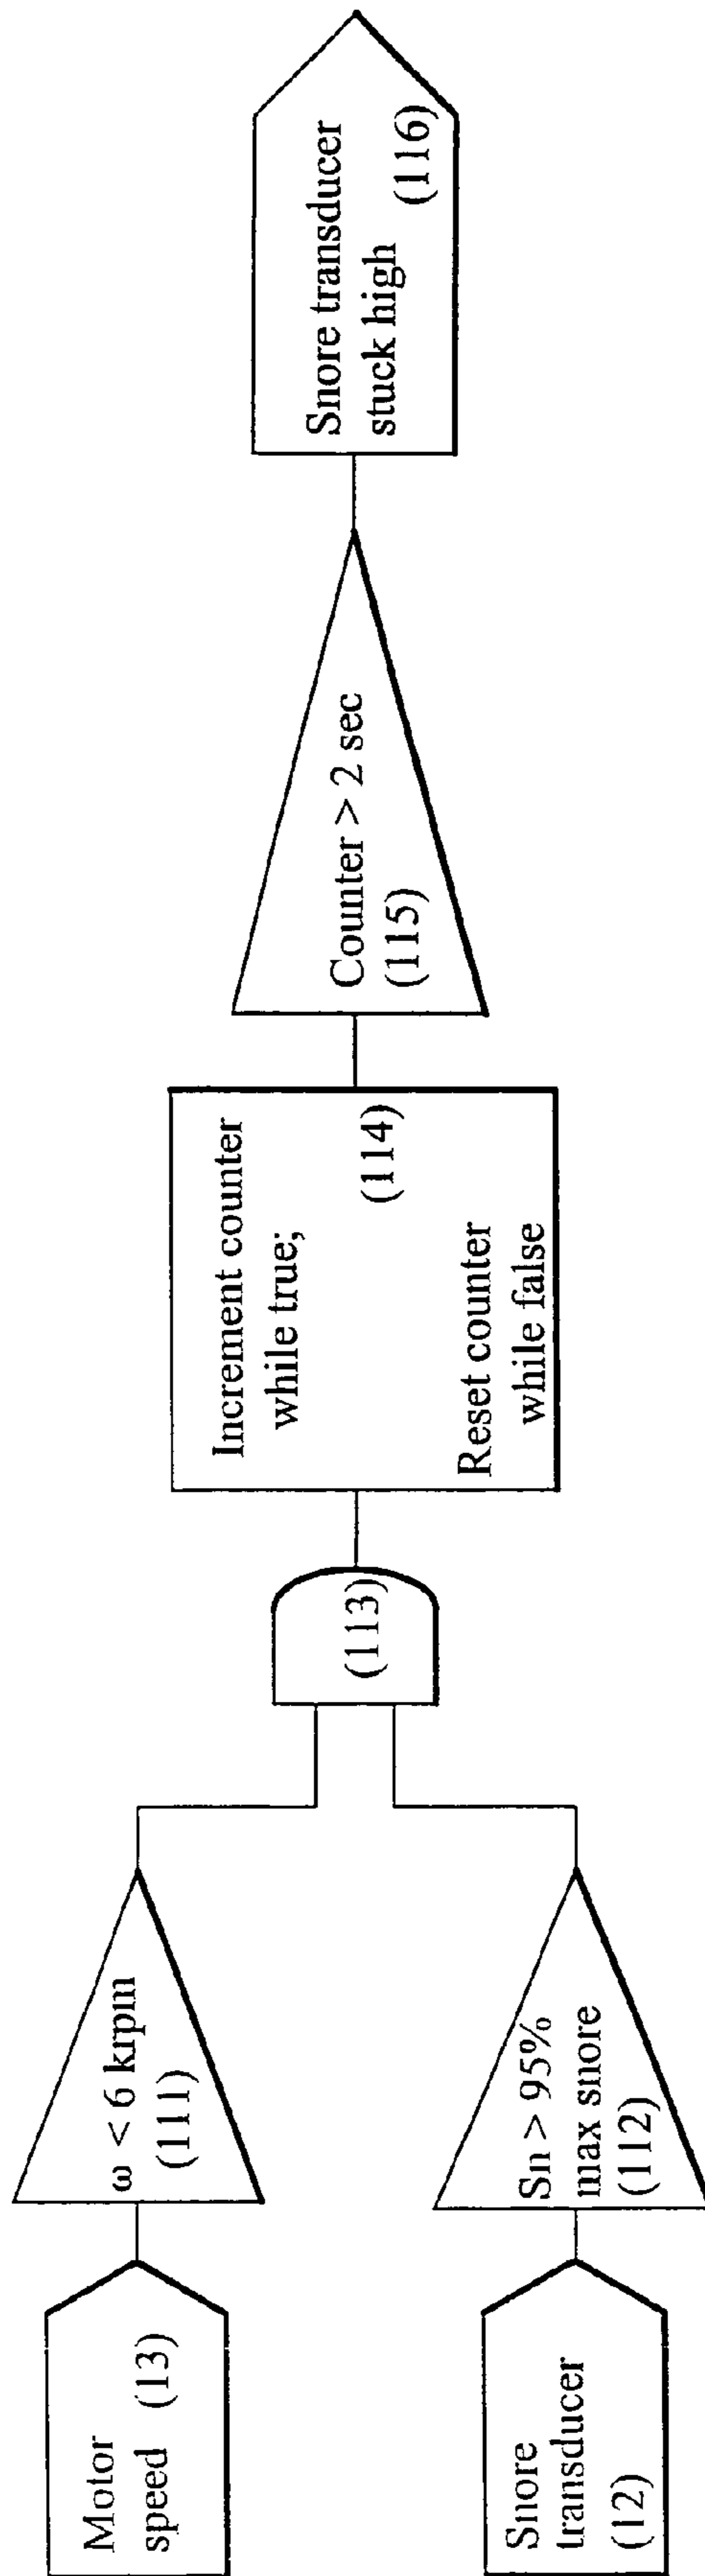 Motor
speed (13)
ω < 6 krpm
(111)
Snore
transducer
(12)
Sn > 95%
max snore
(112)
(113)
Increment counter
while true;
(114)
Reset counter
while false
Counter > 2 sec
(115)
Snore transducer
stuck high
(116)